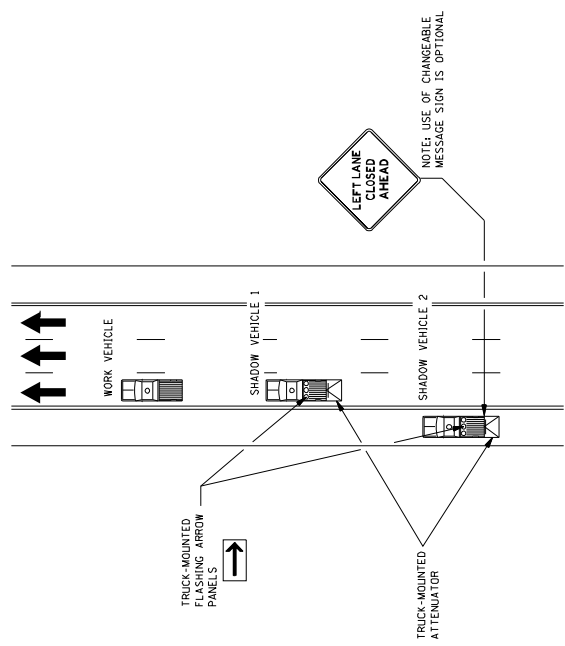 NOTE: USE OF CHANGEABLE
MESSAGE SIGN IS OPTIONAL
LEFT LANE
CLOSED
AHEAD
WORK VEHICLE
SHADOW VEHICLE 1
SHADOW VEHICLE 2
TRUCK-MOUNTED
FLASHING ARROW
PANELS
TRUCK-MOUNTED
ATTENUATOR